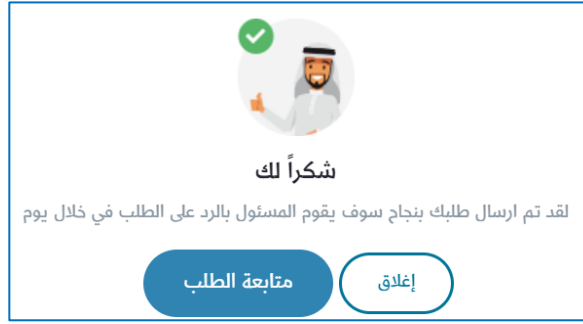 شكراً لك
لقد تم ارسال طلبك بنجاح سوف يقوم المسئول بالرد على الطلب في خلال يوم
إغلاق
متابعة الطلب